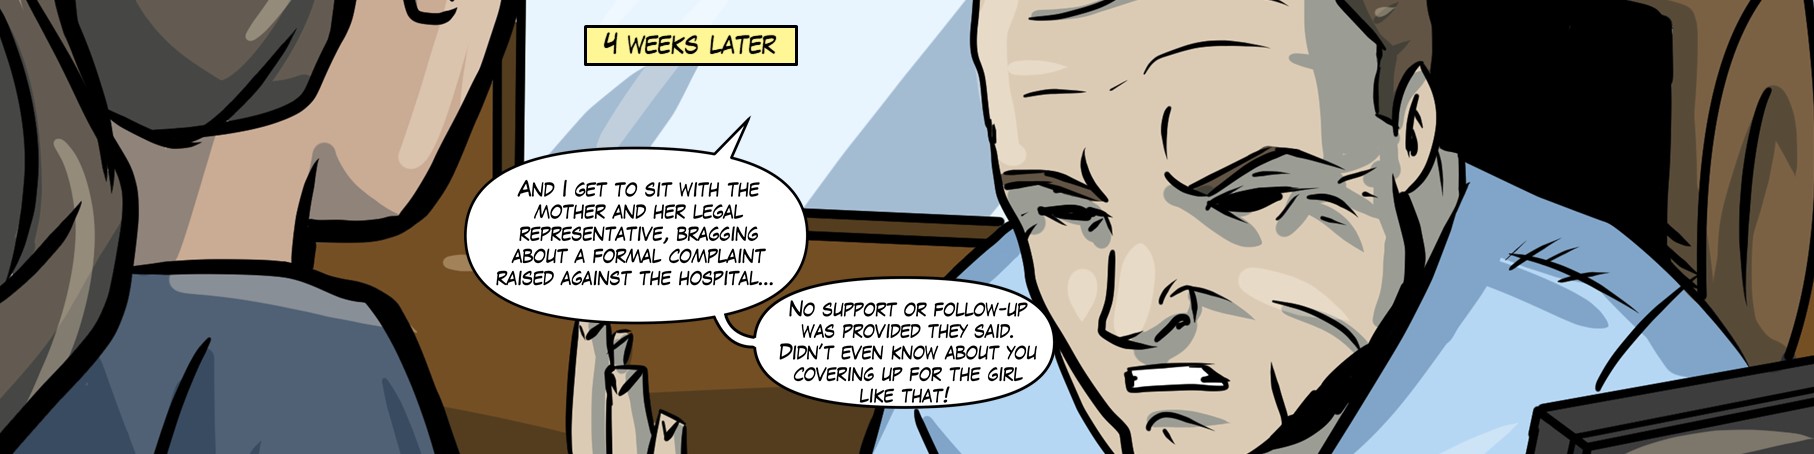 4 WEEKS LATER
AND I GET TO SIT WITH THE
MOTHER AND HER LEGAL
REPRESENTATIVE, BRAGGING
ABOUT A FORMAL COMPLAINT
RAISED AGAINST THE HOSPITAL...
NO SUPPORT OR FOLLOW-UP
WAS PROVIDED THEY SAID.
DIDN'T EVEN KNOW ABOUT YOU
COVERING UP FOR THE GIRL
LIKE THAT!